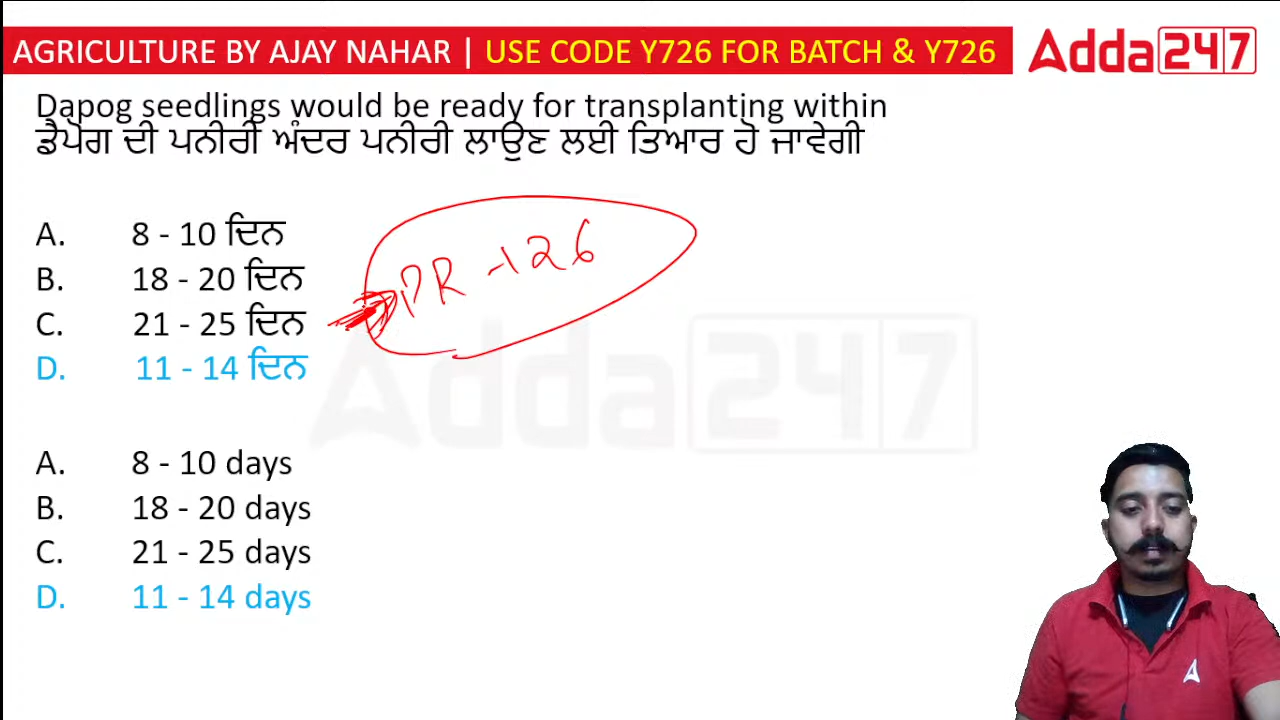 AGRICULTURE BY AJAY NAHAR | USE CODE Y726 FOR BATCH & Y726
Adda247
Dapog seedlings would be ready for transplanting within
ਡੈਪੋਗ ਦੀ ਪਨੀਰੀ ਅੰਦਰ ਪਨੀਰੀ ਲਾਉਣ ਲਈ ਤਿਆਰ ਹੋ ਜਾਵੇਗੀ
A. 8 - 10 ਦਿਨ
B. 18 - 20 ਦਿਨ
C. 21 - 25 ਦਿਨ
D. 11 - 14 ਦਿਨ
PR -126
Adda247
A. 8 - 10 days
B. 18 - 20 days
C. 21 - 25 days
D. 11 - 14 days